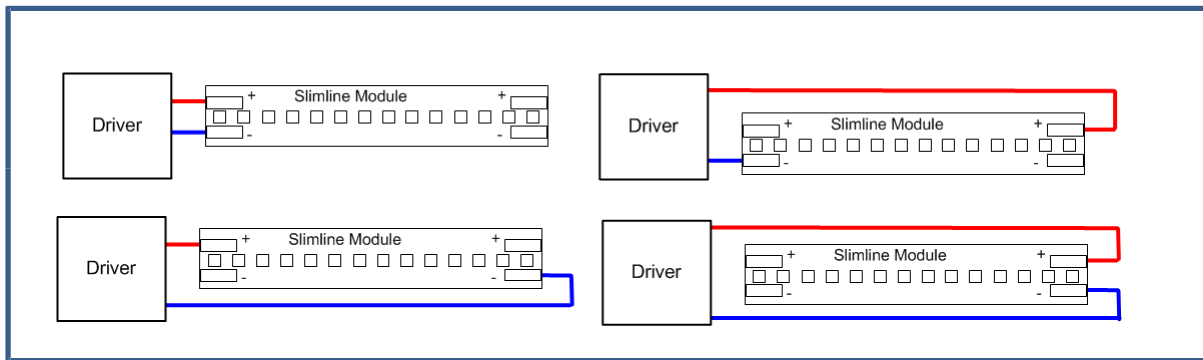 Driver
+ Slimline Module +
- -
Driver
+ Slimline Module +
- -
Driver
+ Slimline Module +
- -
Driver
+ Slimline Module +
- -